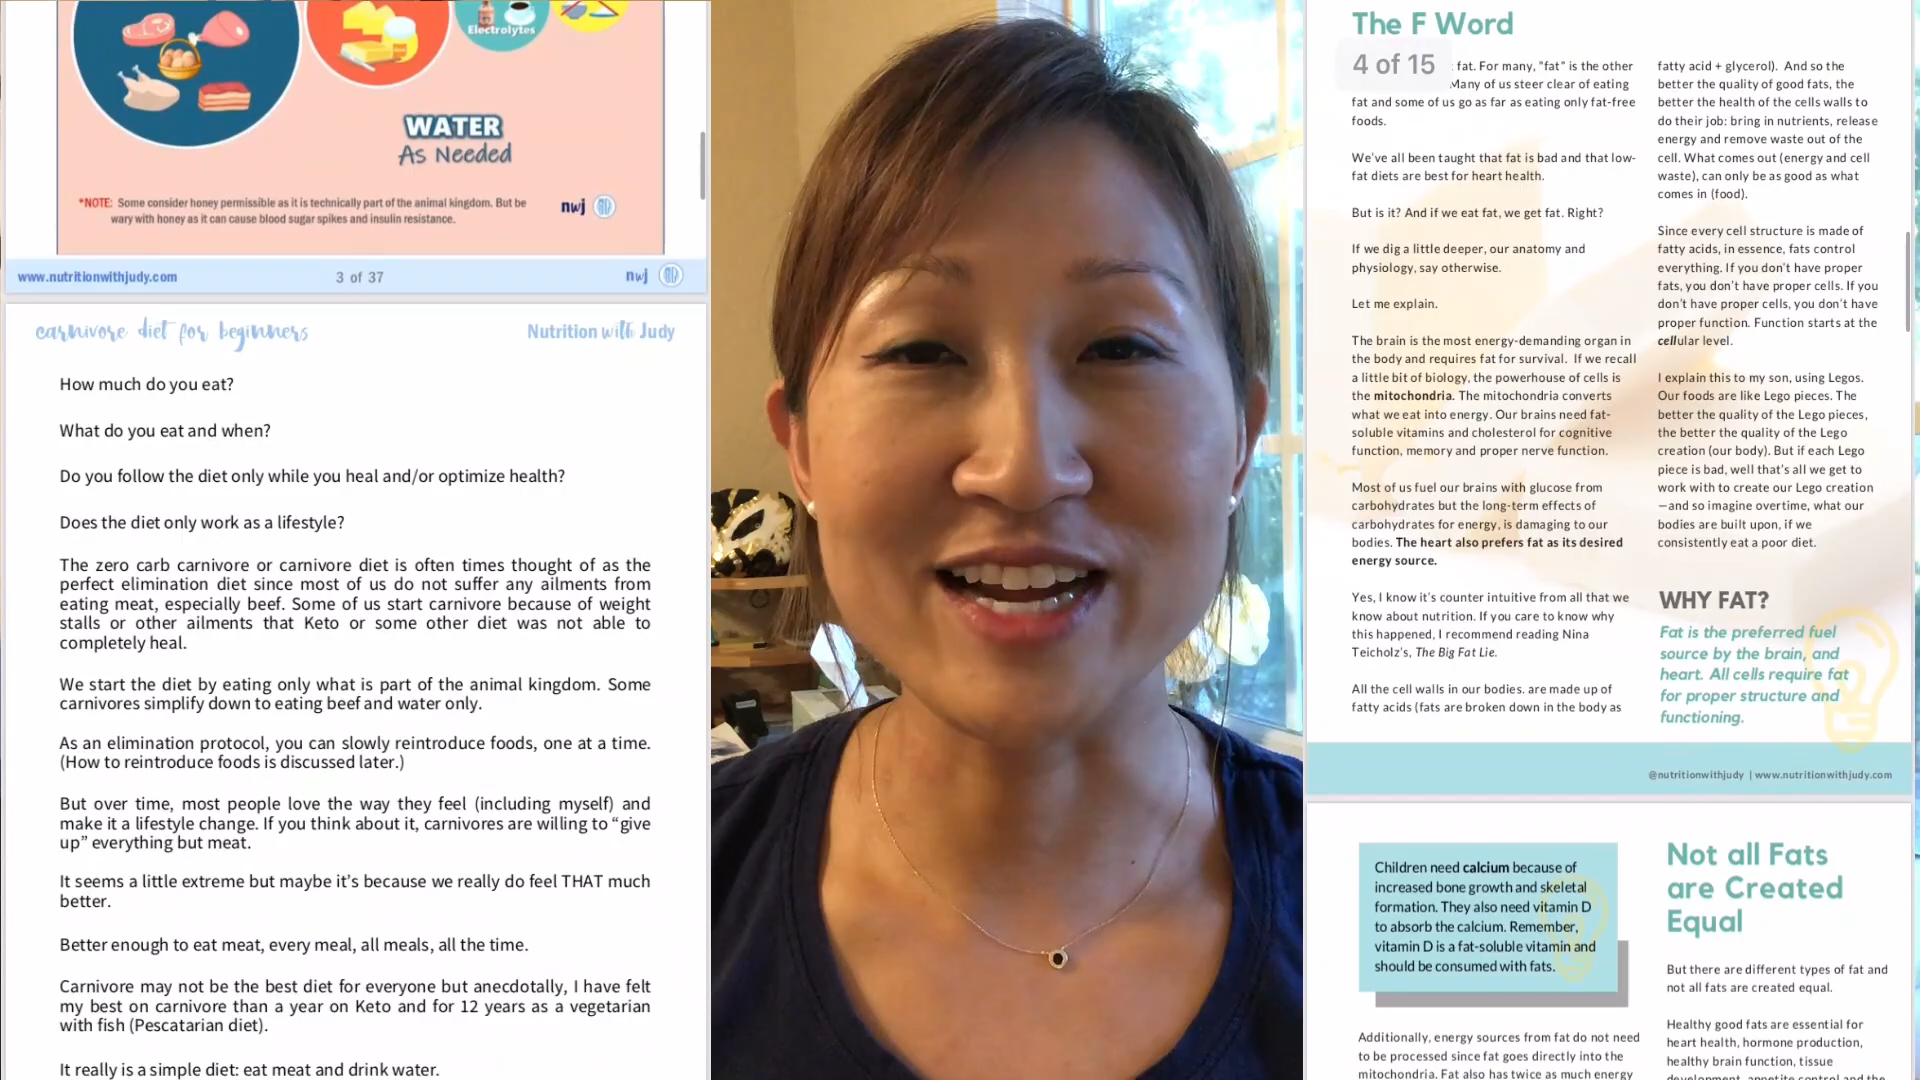 Electrolytes
WATER
As Needed
*NOTE: Some consider honey permissible as it is technically part of the animal kingdom. But be
wary with honey as it can cause blood sugar spikes and insulin resistance.
nwj
www.nutritionwithjudy.com
3 of 37
nwj
carnivore diet for beginners
Nutrition with Judy
How much do you eat?
What do you eat and when?
Do you follow the diet only while you heal and/or optimize health?
Does the diet only work as a lifestyle?
The zero carb carnivore or carnivore diet is often times thought of as the
perfect elimination diet since most of us do not suffer any ailments from
eating meat, especially beef. Some of us start carnivore because of weight
stalls or other ailments that Keto or some other diet was not able to
completely heal.
We start the diet by eating only what is part of the animal kingdom. Some
carnivores simplify down to eating beef and water only.
As an elimination protocol, you can slowly reintroduce foods, one at a time.
(How to reintroduce foods is discussed later.)
But over time, most people love the way they feel (including myself) and
make it a lifestyle change. If you think about it, carnivores are willing to “give
up” everything but meat.
It seems a little extreme but maybe it’s because we really do feel THAT much
better.
Better enough to eat meat, every meal, all meals, all the time.
Carnivore may not be the best diet for everyone but anecdotally, I have felt
my best on carnivore than a year on Keto and for 12 years as a vegetarian
with fish (Pescatarian diet).
It really is a simple diet: eat meat and drink water.
The F Word
4 of 15
fat. For many, "fat" is the other
Many of us steer clear of eating
fat and some of us go as far as eating only fat-free
foods.
We've all been taught that fat is bad and that low-
fat diets are best for heart health.
But is it? And if we eat fat, we get fat. Right?
If we dig a little deeper, our anatomy and
physiology, say otherwise.
Let me explain.
The brain is the most energy-demanding organ in
the body and requires fat for survival. If we recall
a little bit of biology, the powerhouse of cells is
the mitochondria. The mitochondria converts
what we eat into energy. Our brains need fat-
soluble vitamins and cholesterol for cognitive
function, memory and proper nerve function.
Most of us fuel our brains with glucose from
carbohydrates but the long-term effects of
carbohydrates for energy, is damaging to our
bodies. The heart also prefers fat as its desired
energy source.
Yes, I know it's counter intuitive from all that we
know about nutrition. If you care to know why
this happened, I recommend reading Nina
Teicholz's, The Big Fat Lie.
All the cell walls in our bodies. are made up of
fatty acids (fats are broken down in the body as
fatty acid + glycerol). And so the
better the quality of good fats, the
better the health of the cells walls to
do their job: bring in nutrients, release
energy and remove waste out of the
cell. What comes out (energy and cell
waste), can only be as good as what
comes in (food).
Since every cell structure is made of
fatty acids, in essence, fats control
everything. If you don't have proper
fats, you don't have proper cells. If you
don't have proper cells, you don't have
proper function. Function starts at the
cellular level.
I explain this to my son, using Legos.
Our foods are like Lego pieces. The
better the quality of the Lego pieces,
the better the quality of the Lego
creation (our body). But if each Lego
piece is bad, well that's all we get to
work with to create our Lego creation
—and so imagine overtime, what our
bodies are built upon, if we
consistently eat a poor diet.
WHY FAT?
Fat is the preferred fuel
source by the brain, and
heart. All cells require fat
for proper structure and
functioning.
@nutritionwithjudy | www.nutritionwithjudy.com
Children need calcium because of
increased bone growth and skeletal
formation. They also need vitamin D
to absorb the calcium. Remember,
vitamin D is a fat-soluble vitamin and
should be consumed with fats.
Additionally, energy sources from fat do not need
to be processed since fat goes directly into the
mitochondria. Fat also has twice as much energy
Not all Fats
are Created
Equal
But there are different types of fat and
not all fats are created equal.
Healthy good fats are essential for
heart health, hormone production,
healthy brain function, tissue
development, appetite control and the